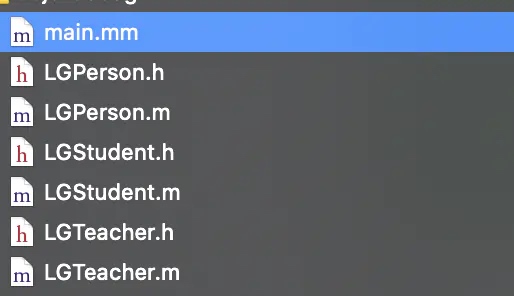 main.mm
h LGPerson.h
m LGPerson.m
h LGStudent.h
m LGStudent.m
h LGTeacher.h
m LGTeacher.m